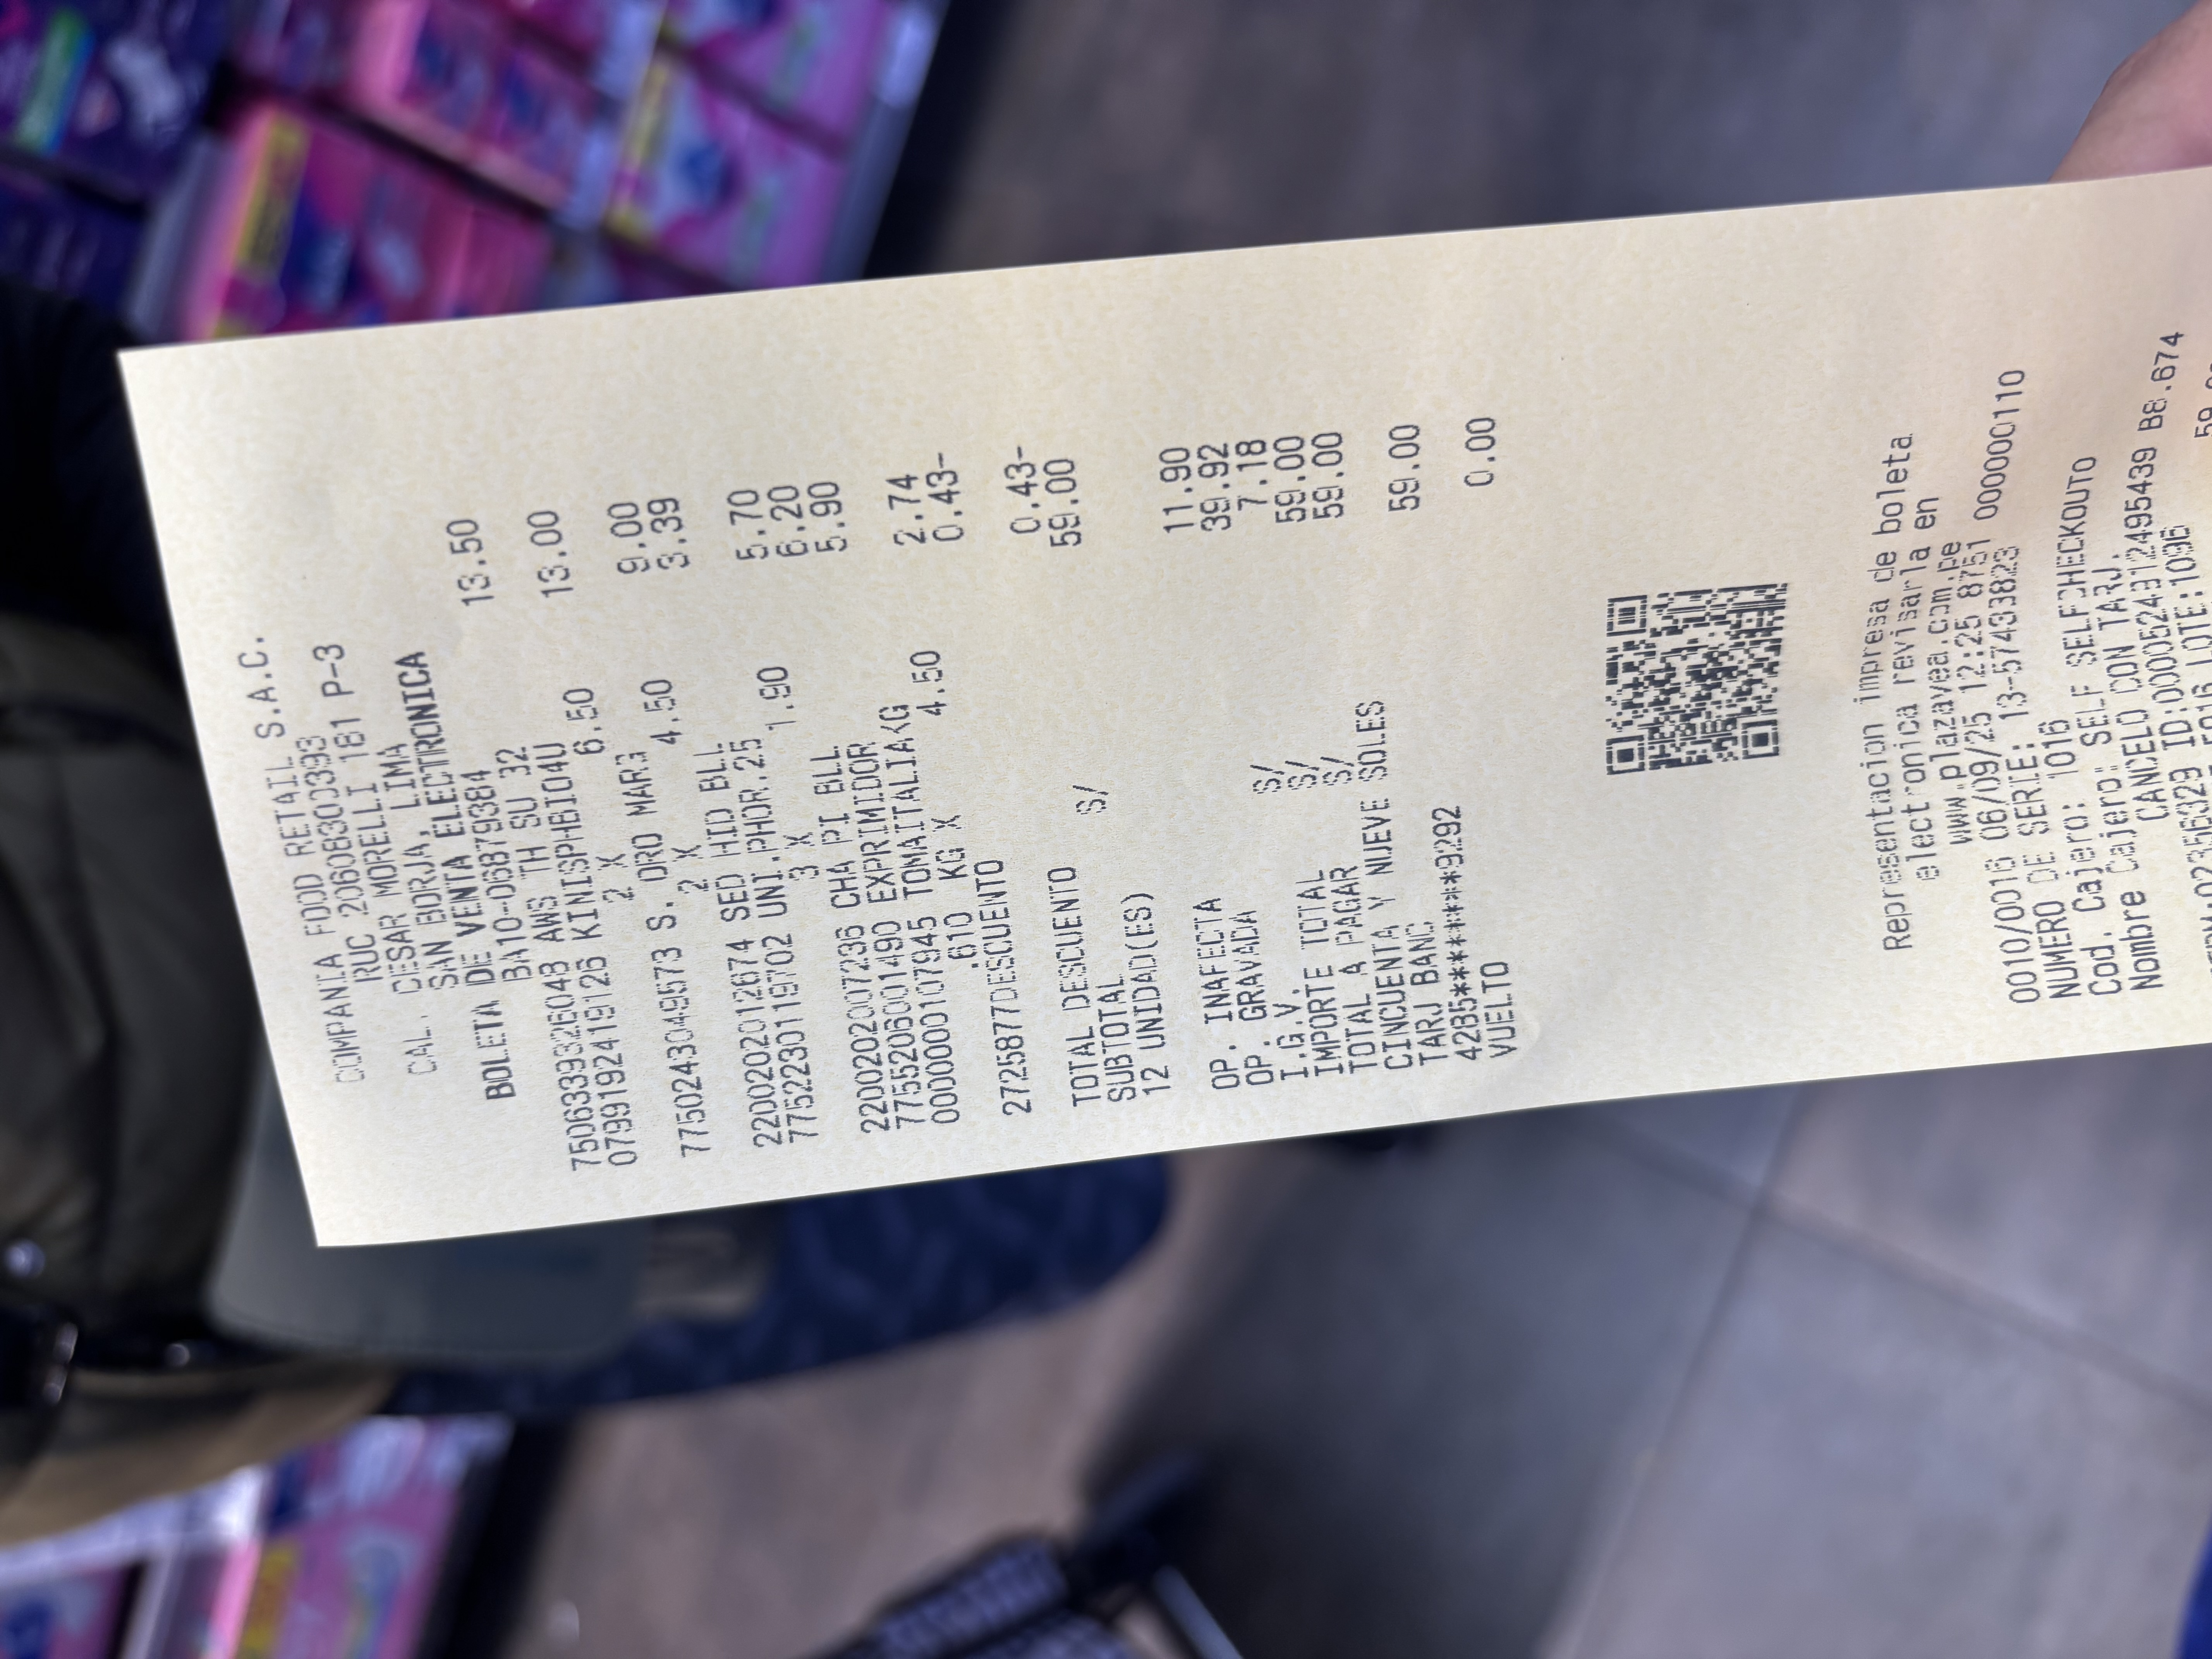 COMPANIA FOOD RETAIL S.A.C.
RUC 20608300393
CAL. CESAR MORELLI 181 P-3
SAN BORJA, LIMA
BOLETA DE VENTA ELECTRONICA
BA10-06879384
7506339326048 AWS TH SU 32 13.50
0799192419126 KINISPHBIO4U
2 X 6.50 13.00
7750243049573 S. ORO MARG
2 X 4.50 9.00
2200202012674 SED HID BLL 3.39
7752230119702 UNI.PHOR.25
3 X 1.90 5.70
2200202007236 CHA PI BLL 6.20
7755206001490 EXPRIMIDOR 5.90
0000000107945 TOMAITALIAKG
.610 KG X 4.50 2.74
2725877DESCUENTO 0.43-
TOTAL DESCUENTO 0.43-
SUBTOTAL S/ 59.00
12 UNIDAD(ES)
OP. INAFECTA 11.90
OP. GRAVADA 39.92
I.G.V. S/ 7.18
IMPORTE TOTAL S/ 59.00
TOTAL A PAGAR S/ 59.00
CINCUENTA Y NUEVE SOLES
TARJ BANC 59.00
4285********9292
VUELTO 0.00
Representacion impresa de boleta
electronica revisarla en
www.plazavea.com.pe
0010/0016 06/09/25 12:25 8751 000000110
NUMERO DE SERIE: 13-57433823
Cod. Cajero: 1016
Nombre Cajero: SELF SELFCHECKOUTO
CANCELO CON TARJ.
ID:0000524912495439 B8.674
LOTE:1096